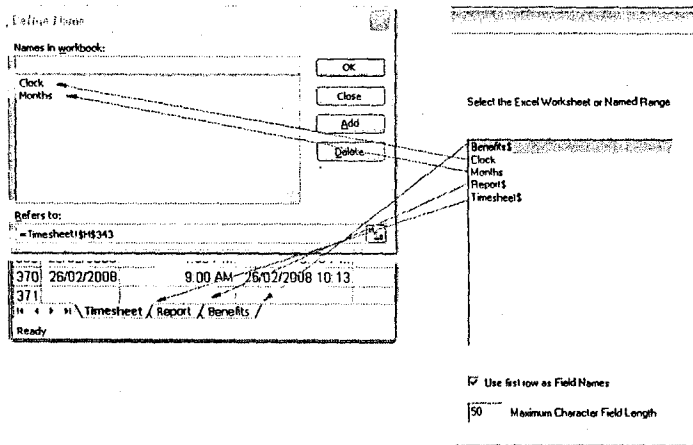 Define Name
Names in workbook:
Clock
Months
OK
Close
Add
Delete
Refers to:
=Timesheet!$H$343
370 26/02/2008 9:00 AM 26/02/2008 10:13
371
Timesheet / Report / Benefits /
Ready
Select the Excel Worksheet or Named Range
Benefits$
Clock
Months
Report$
Timesheet$
Use first row as Field Names
50 Maximum Character Field Length